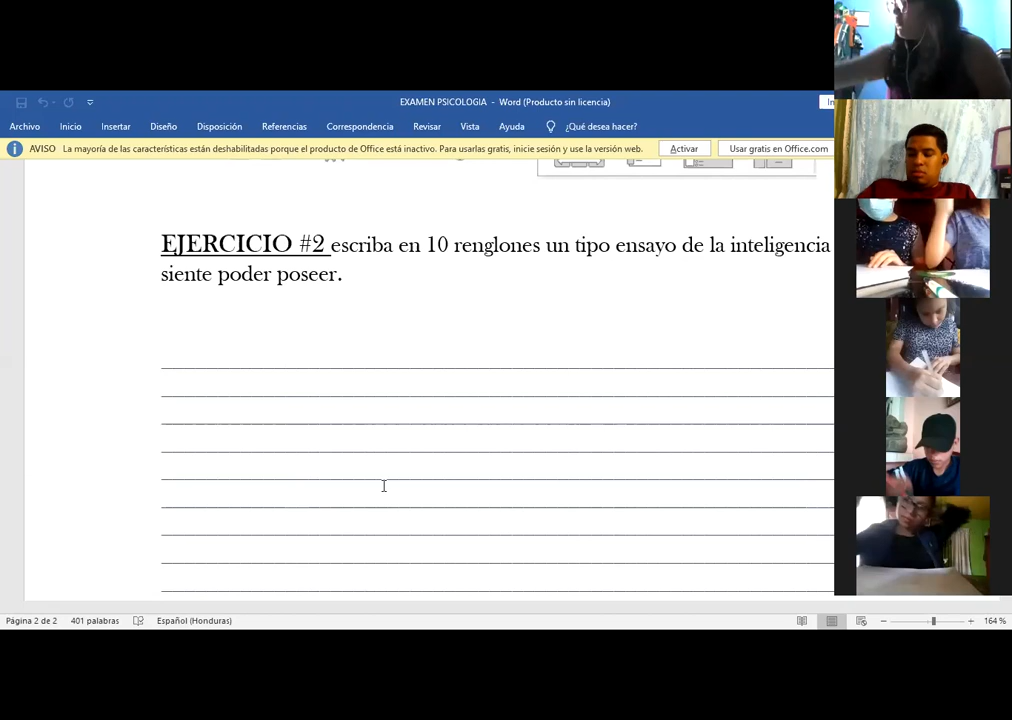 EXAMEN PSICOLOGIA - Word (Producto sin licencia)
Archivo Inicio Insertar Diseño Disposición Referencias Correspondencia Revisar Vista Ayuda ¿Qué desea hacer?
AVISO La mayoría de las características están deshabilitadas porque el producto de Office está inactivo. Para usarlas gratis, inicie sesión y use la versión web. Activar Usar gratis en Office.com
EJERCICIO #2 escriba en 10 renglones un tipo ensayo de la inteligencia
siente poder poseer.
Página 2 de 2 401 palabras Español (Honduras) 164 %